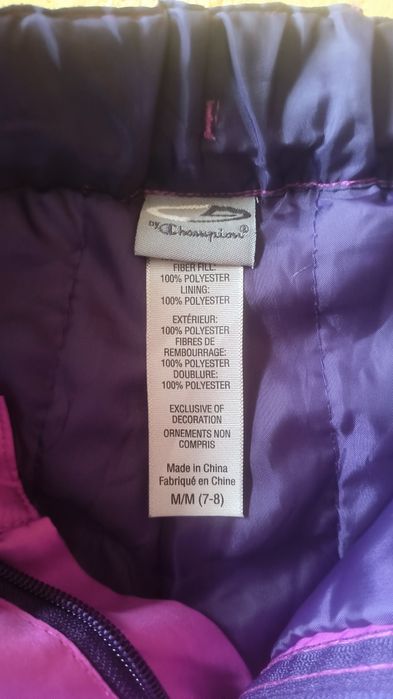 by Champion®
FIBER FILL:
100% POLYESTER
LINING:
100% POLYESTER
EXTÉRIEUR:
100% POLYESTER
FIBRES DE
REMBOURRAGE:
100% POLYESTER
DOUBLURE:
100% POLYESTER
EXCLUSIVE OF
DECORATION
ORNEMENTS NON
COMPRIS
Made in China
Fabriqué en Chine
M/M (7-8)